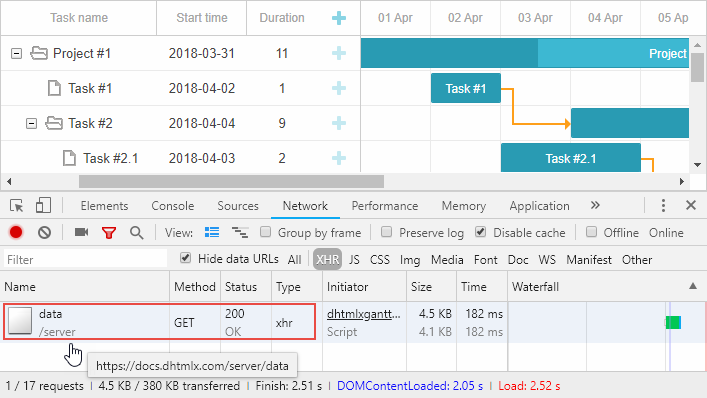 Task name Start time Duration 01 Apr 02 Apr 03 Apr 04 Apr 05 Apr
Project #1 2018-03-31 11 Project
Task #1 2018-04-02 1 Task #1
Task #2 2018-04-04 9
Task #2.1 2018-04-03 2 Task #2.1
Elements Console Sources Network Performance Memory Application »
View: Group by frame Preserve log Disable cache Offline Online
Filter Hide data URLs All XHR JS CSS Img Media Font Doc WS Manifest Other
Name Method Status Type Initiator Size Time Waterfall
data GET 200 xhr dhtmlxgantt... 4.5 KB 182 ms
/server OK Script 4.1 KB 182 ms
https://docs.dhtmlx.com/server/data
1 / 17 requests | 4.5 KB / 380 KB transferred | Finish: 2.51 s | DOMContentLoaded: 2.05 s | Load: 2.52 s